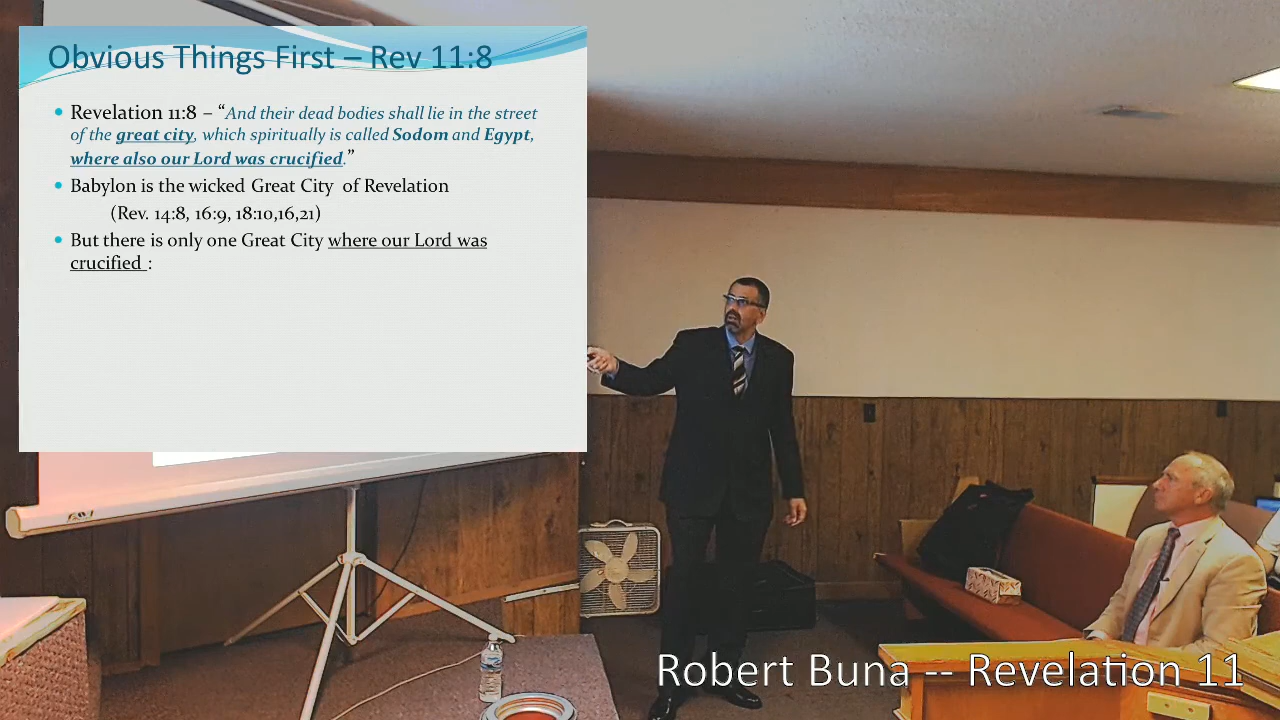 Obvious Things First – Rev 11:8
• Revelation 11:8 – “And their dead bodies shall lie in the street
of the great city, which spiritually is called Sodom and Egypt,
where also our Lord was crucified.”
• Babylon is the wicked Great City of Revelation
(Rev. 14:8, 16:9, 18:10,16,21)
• But there is only one Great City where our Lord was
crucified :
Robert Buna -- Revelation 11